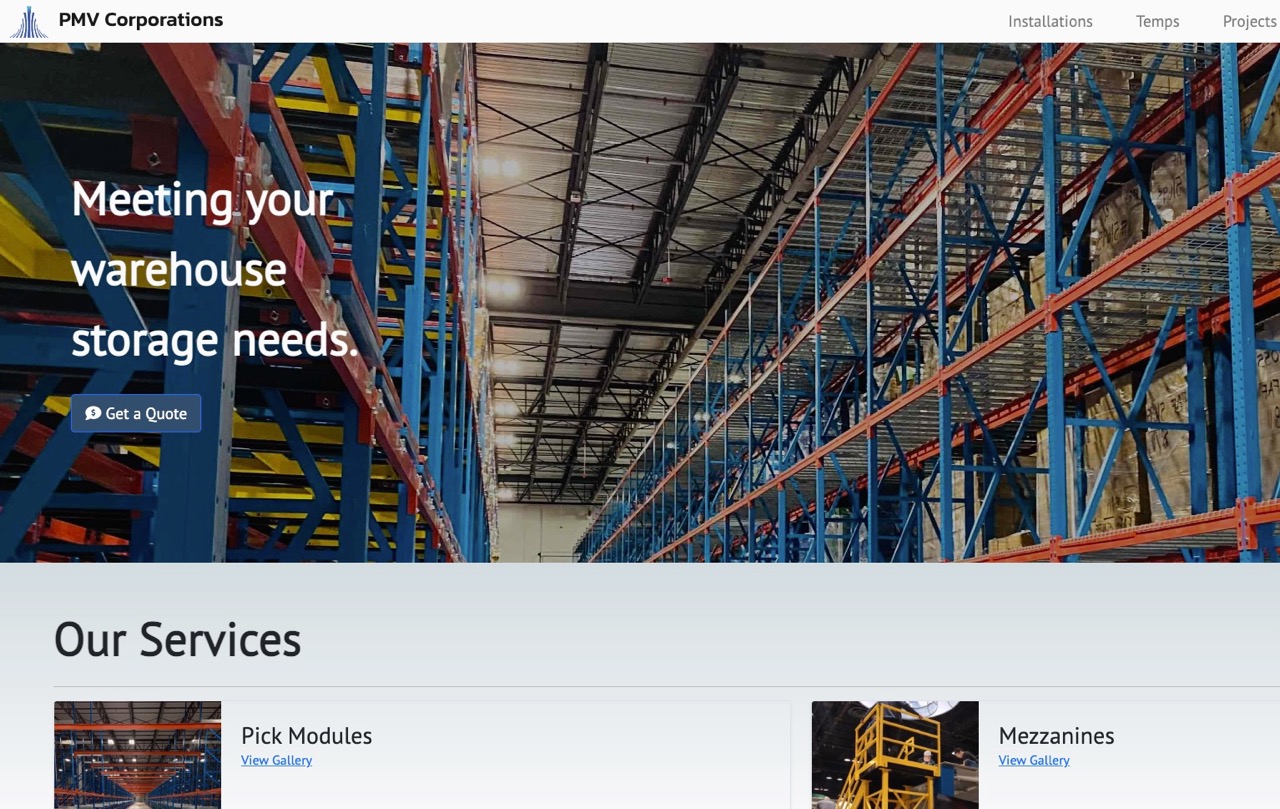 PMV Corporations
Installations Temps Projects
Meeting your
warehouse
storage needs.
Get a Quote
Our Services
Pick Modules
View Gallery
Mezzanines
View Gallery